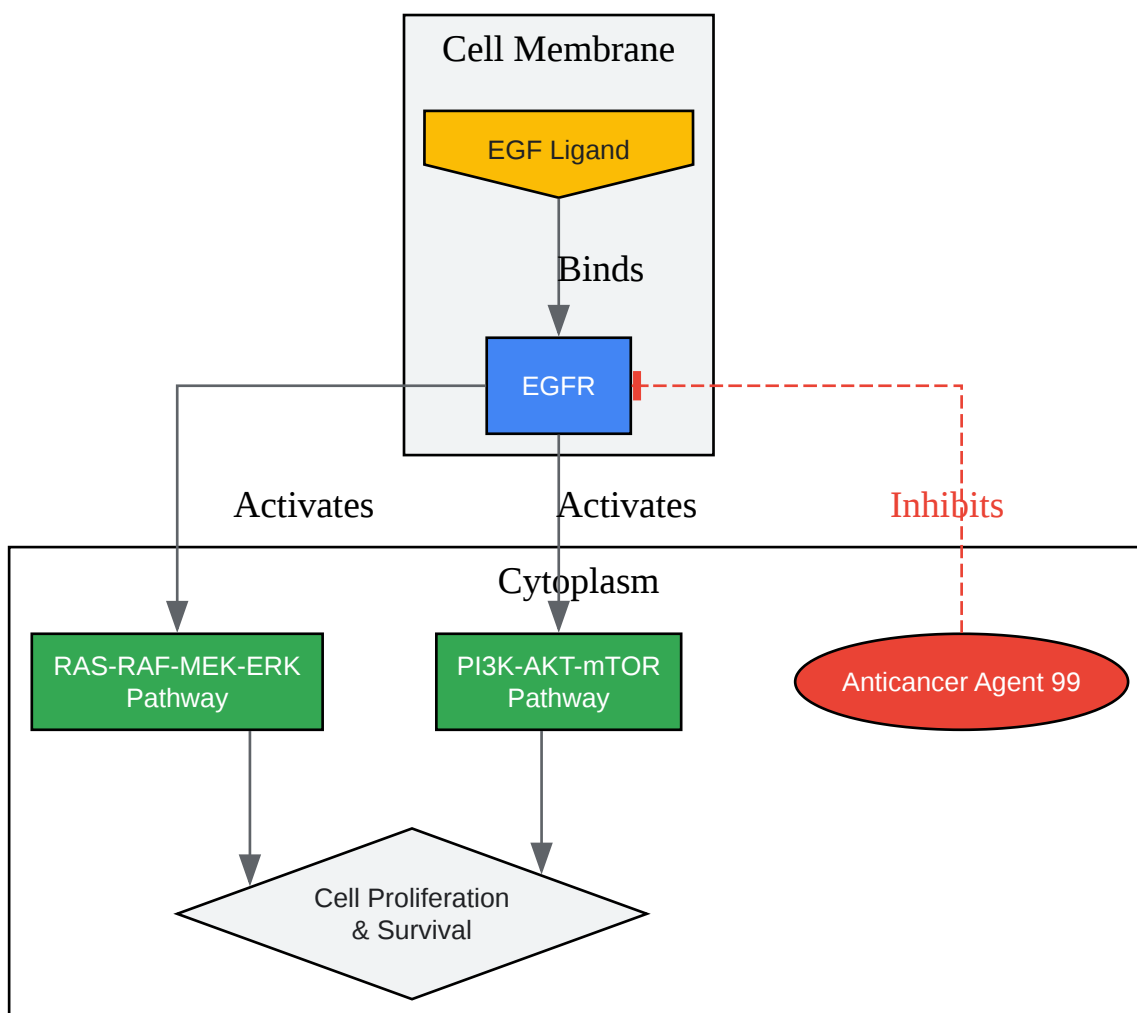 Cell Membrane
EGF Ligand
Binds
EGFR
Activates
Activates
Inhibits
Cytoplasm
RAS-RAF-MEK-ERK
Pathway
PI3K-AKT-mTOR
Pathway
Anticancer Agent 99
Cell Proliferation
& Survival